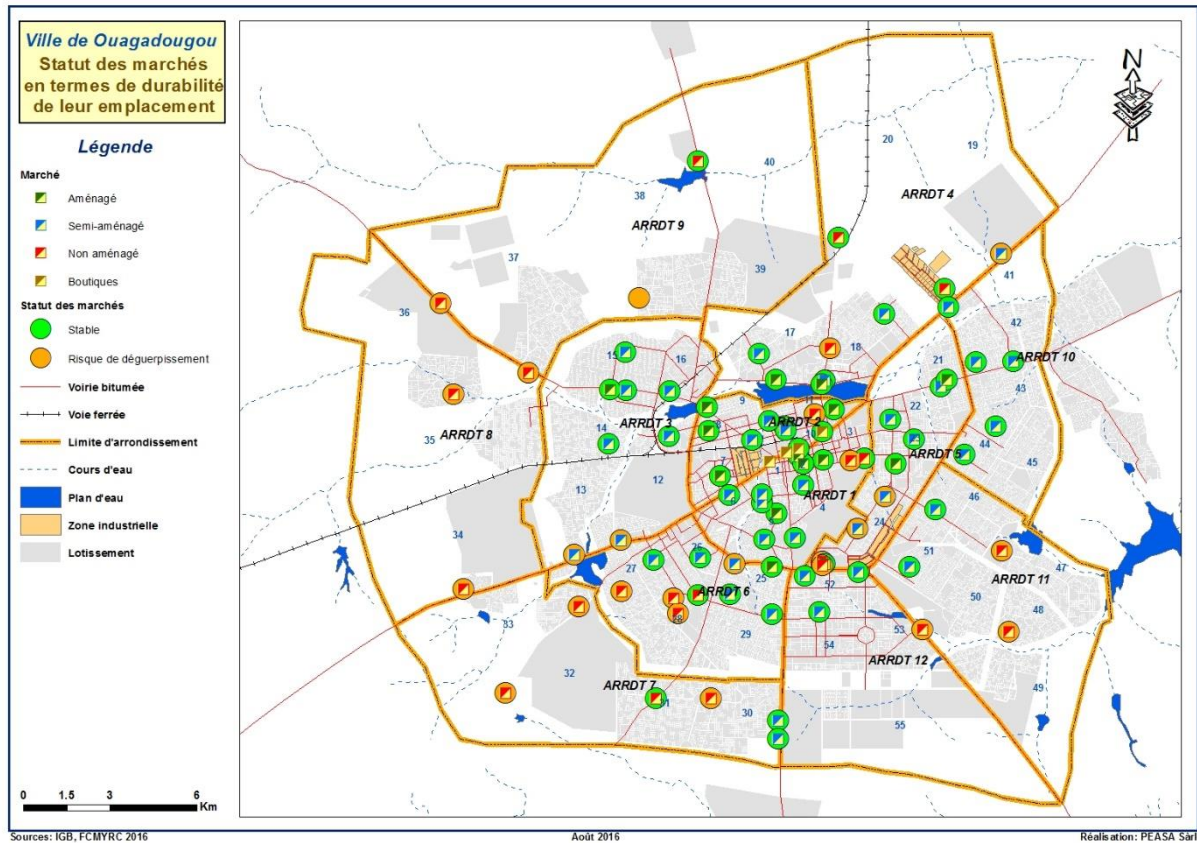 Ville de Ouagadougou
Statut des marchés
en termes de durabilité
de leur emplacement
Légende
Marché
Aménagé
Semi-aménagé
Non aménagé
Boutiques
Statut des marchés
Stable
Risque de déguerpissement
Voirie bitumée
Voie ferrée
Limite d'arrondissement
Cours d'eau
Plan d'eau
Zone industrielle
Lotissement
0 1.5 3 6
Km
N
20
19
40
38
ARRDT 4
ARRDT 9
37
39
41
36
42
17
18
15
16
21
ARRDT 10
43
9
22
35
ARRDT 8
14
ARRDT 3
8
ARRDT 2
3
44
45
12
ARRDT 5
13
46
ARRDT 1
4
24
34
51
26
27
47
ARRDT 11
25
52
ARRDT 6
50
48
28
33
29
54
53
ARRDT 12
32
ARRDT 7
49
31
30
55
Sources: IGB, FCMYRC 2016
Août 2016
Réalisation: PEASA Sàrl